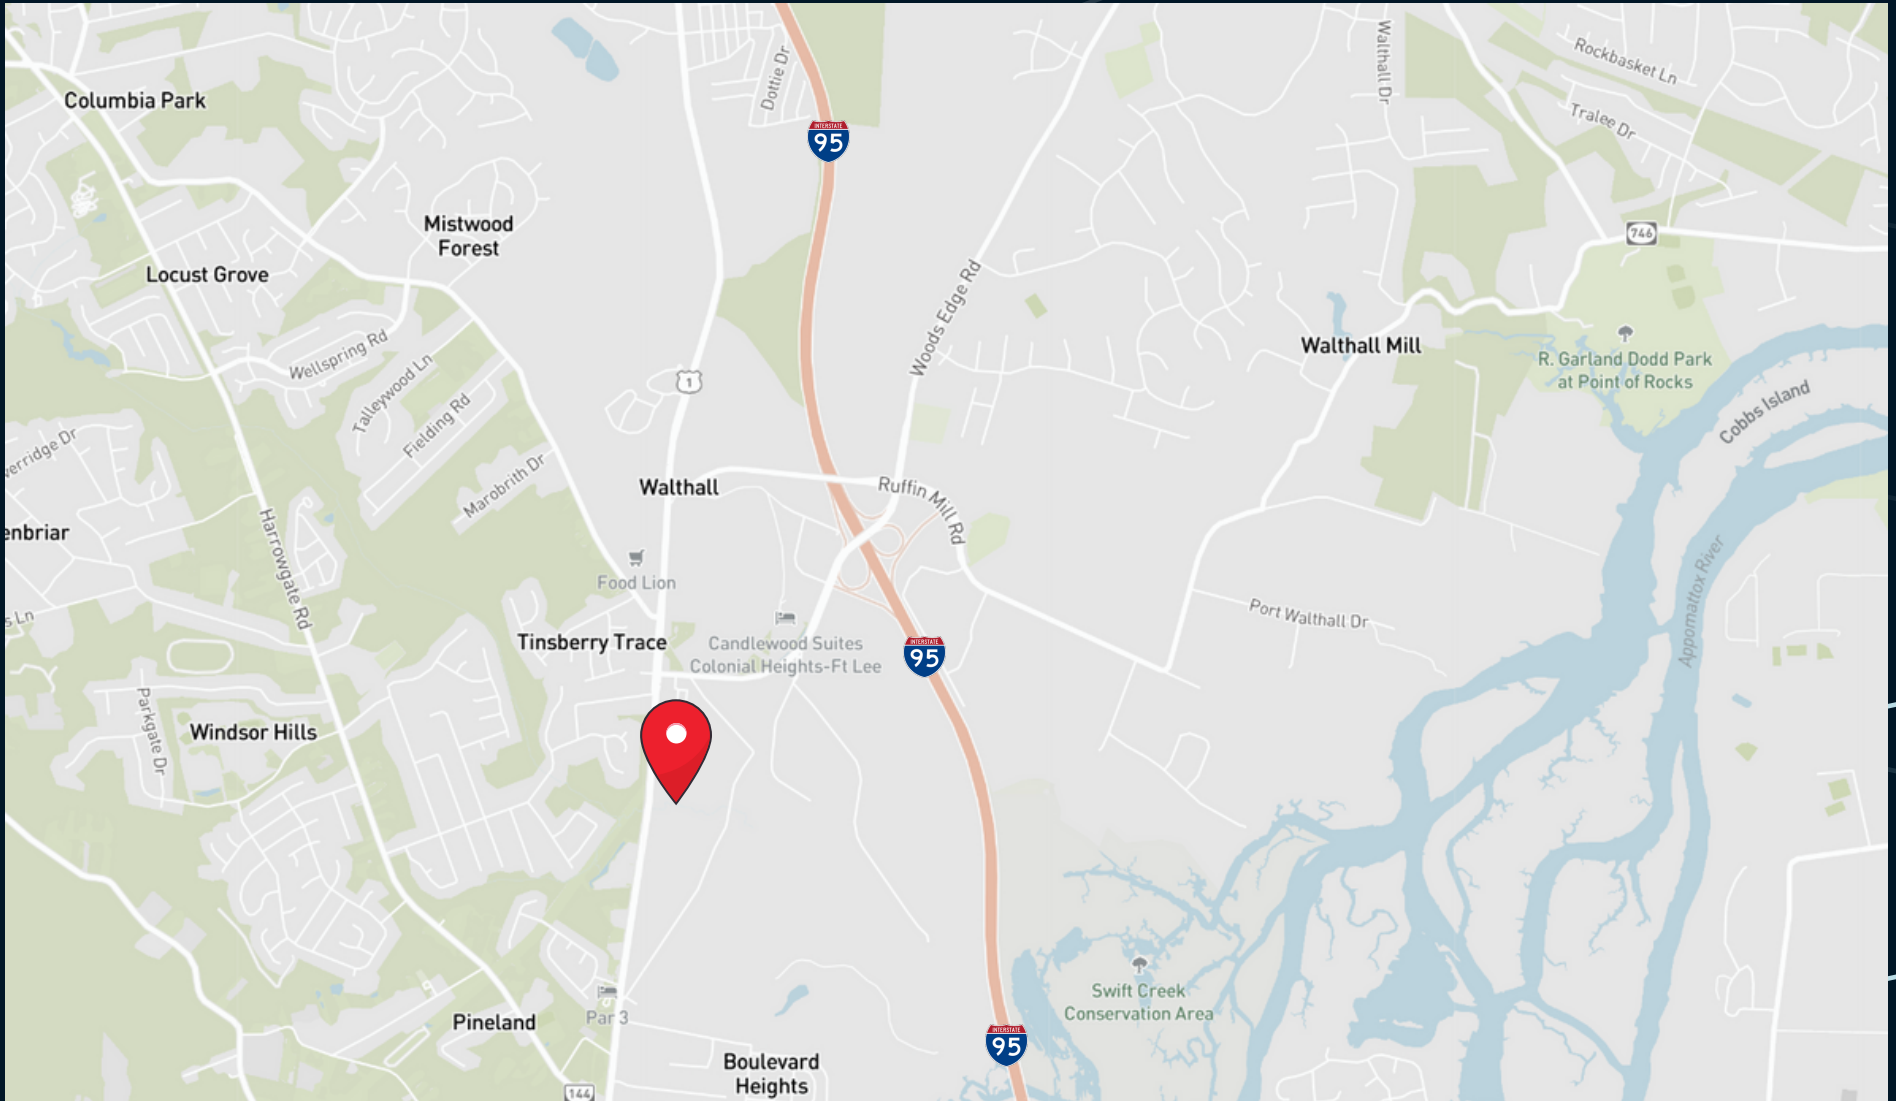 Columbia Park
Dottie Dr
INTERSTATE
95
Walthall Dr
Rockbasket Ln
Tralee Dr
Mistwood
Forest
746
Locust Grove
Woods Edge Rd
Wellspring Rd
Talleywood Ln
Fielding Rd
1
Walthall Mill
R. Garland Dodd Park
at Point of Rocks
Cobbs Island
verridge Dr
Marobrith Dr
Walthall
Ruffin Mill Rd
enbriar
Harrowgate Rd
Food Lion
Appomattox River
s Ln
Port Walthall Dr
Tinsberry Trace
Candlewood Suites
Colonial Heights-Ft Lee
INTERSTATE
95
Parkgate Dr
Windsor Hills
Swift Creek
Conservation Area
Par 3
Pineland
INTERSTATE
95
Boulevard
Heights
144